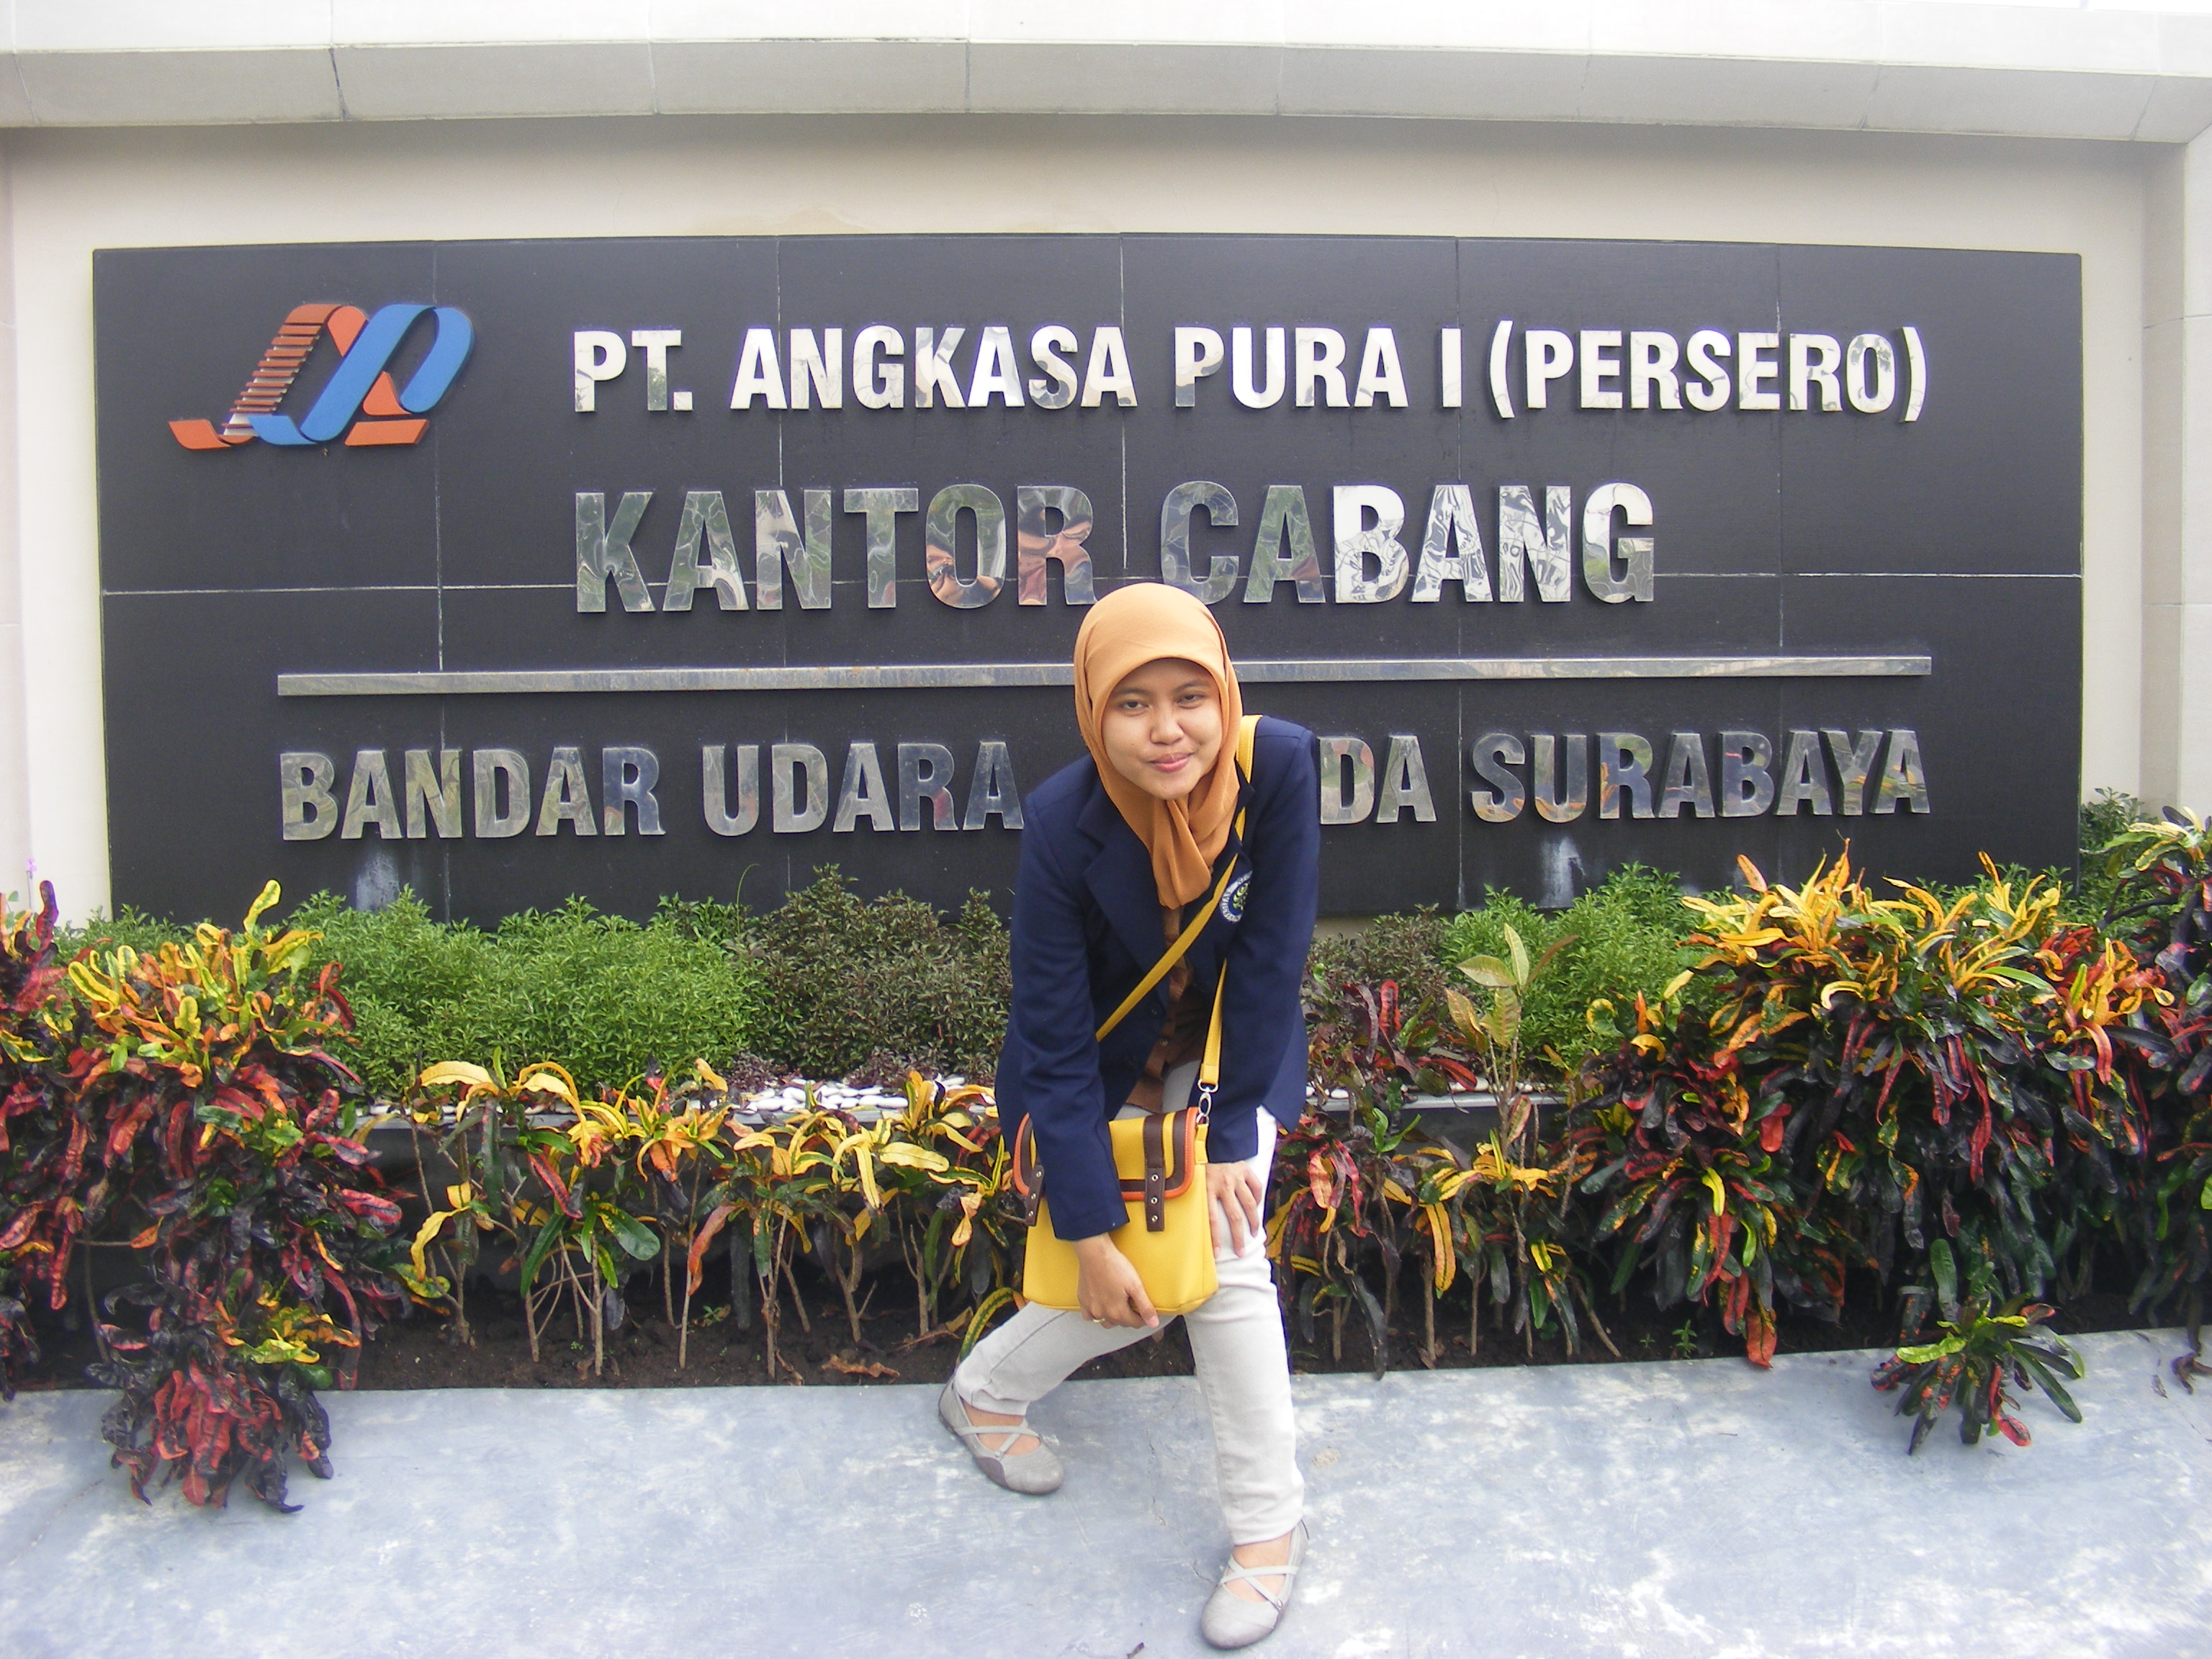 PT. ANGKASA PURA I (PERSERO)
KANTOR CABANG
BANDAR UDARA DA SURABAYA